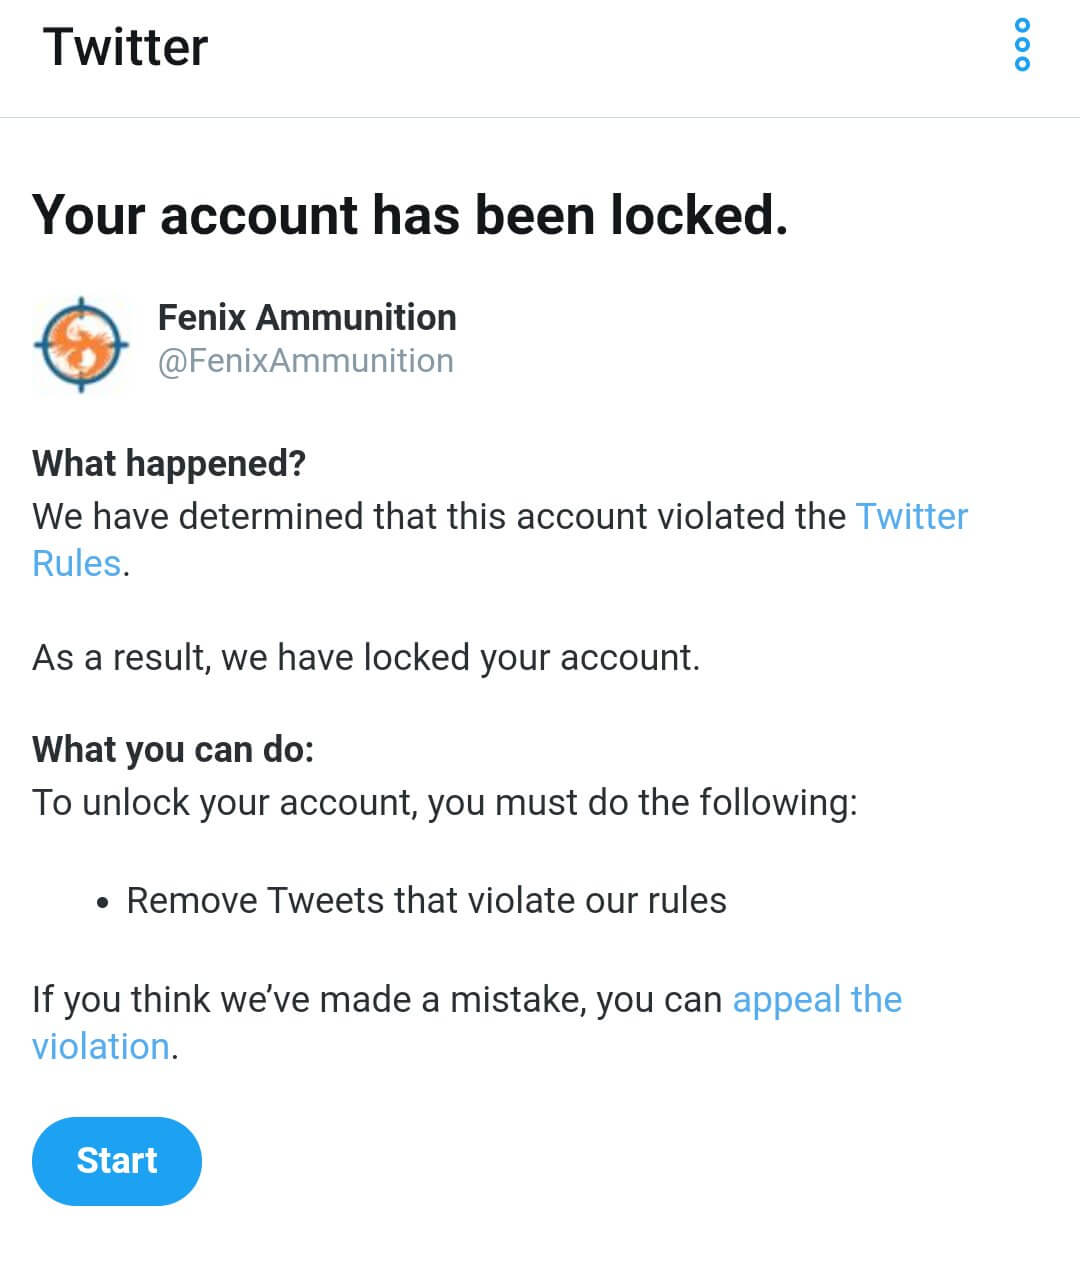 Twitter
Your account has been locked.
Fenix Ammunition
@FenixAmmunition
What happened?
We have determined that this account violated the Twitter
Rules.
As a result, we have locked your account.
What you can do:
To unlock your account, you must do the following:
• Remove Tweets that violate our rules
If you think we’ve made a mistake, you can appeal the
violation.
Start